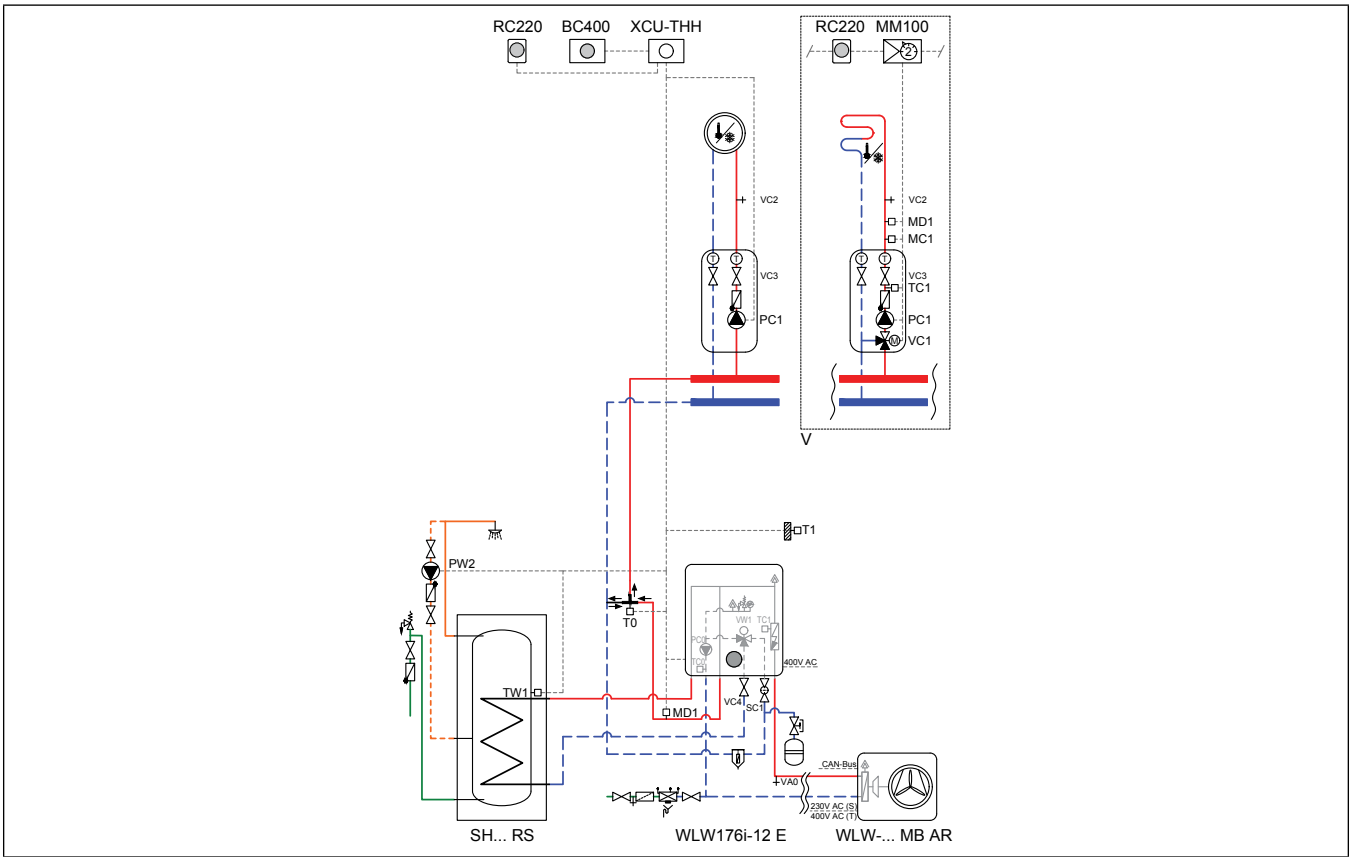 RC220 BC400 XCU-THH
RC220 MM100
2
VC2
VC2
MD1
MC1
T T
T T
VC3
VC3
TC1
PC1
PC1
M
VC1
V
T1
PW2
T0
VW1
TC1
PC0
TC0
400V AC
TW1
VC4
SC1
MD1
CAN-Bus
VA0
230V AC (S)
400V AC (T)
SH... RS
WLW176i-12 E
WLW-... MB AR